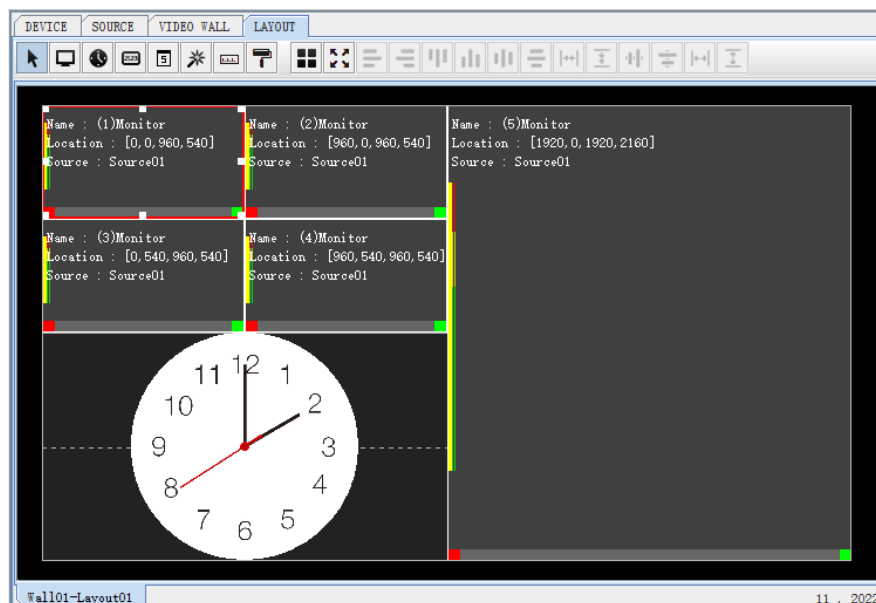 DEVICE SOURCE VIDEO WALL LAYOUT
5
Name : (1)Monitor
Location : [0,0,960,540]
Source : Source01
Name : (2)Monitor
Location : [960,0,960,540]
Source : Source01
Name : (5)Monitor
Location : [1920,0,1920,2160]
Source : Source01
Name : (3)Monitor
Location : [0,540,960,540]
Source : Source01
Name : (4)Monitor
Location : [960,540,960,540]
Source : Source01
12
11 1
10 2
9 3
8 4
7 5
6
Wall01-Layout01
11 . 2022